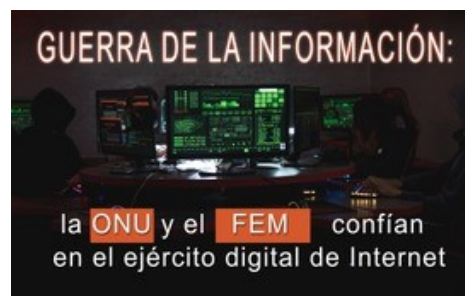 GUERRA DE LA INFORMACIÓN:
la ONU y el FEM confían
en el ejército digital de Internet